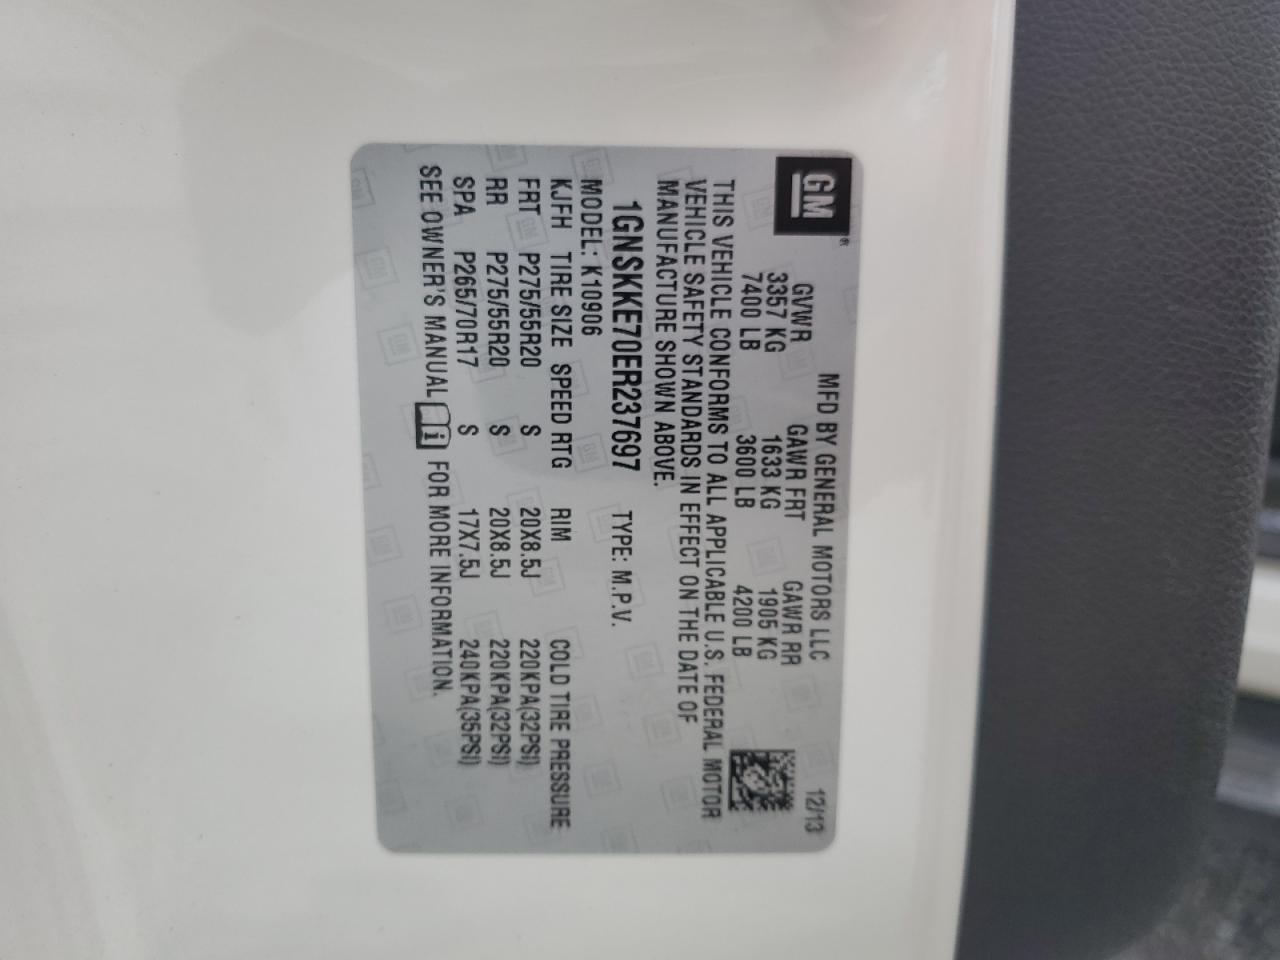 GM®
MFD BY GENERAL MOTORS LLC 12/13
GVWR GAWR FRT GAWR RR
3357 KG 1633 KG 1905 KG
7400 LB 3600 LB 4200 LB
THIS VEHICLE CONFORMS TO ALL APPLICABLE U.S. FEDERAL MOTOR
VEHICLE SAFETY STANDARDS IN EFFECT ON THE DATE OF
MANUFACTURE SHOWN ABOVE.
1GNSKKE70ER237697 TYPE: M.P.V.
MODEL: K10906
KJFH TIRE SIZE SPEED RTG RIM COLD TIRE PRESSURE
FRT P275/55R20 S 20X8.5J 220KPA(32PSI)
RR P275/55R20 S 20X8.5J 220KPA(32PSI)
SPA P265/70R17 S 17X7.5J 240KPA(35PSI)
SEE OWNER'S MANUAL i FOR MORE INFORMATION.